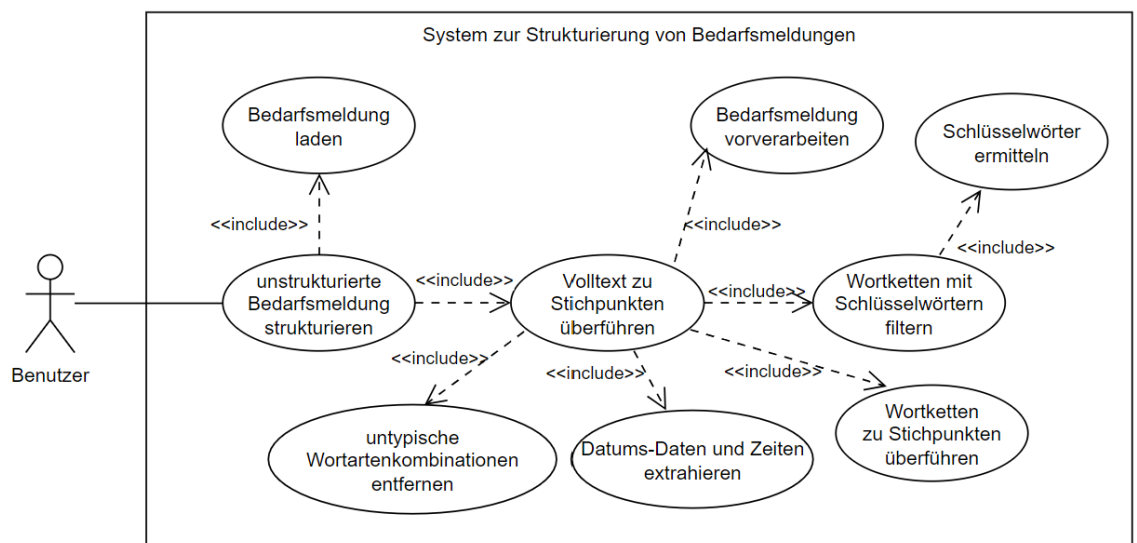 System zur Strukturierung von Bedarfsmeldungen
Bedarfsmeldung
laden
Bedarfsmeldung
vorverarbeiten
Schlüsselwörter
ermitteln
<<include>>
<<include>>
<<include>>
unstrukturierte
Bedarfsmeldung
strukturieren
<<include>>
Volltext zu
Stichpunkten
überführen
<<include>>
Wortketten mit
Schlüsselwörtern
filtern
Benutzer
<<include>>
<<include>>
<<include>>
untypische
Wortartenkombinationen
entfernen
Datums-Daten und Zeiten
extrahieren
Wortketten
zu Stichpunkten
überführen